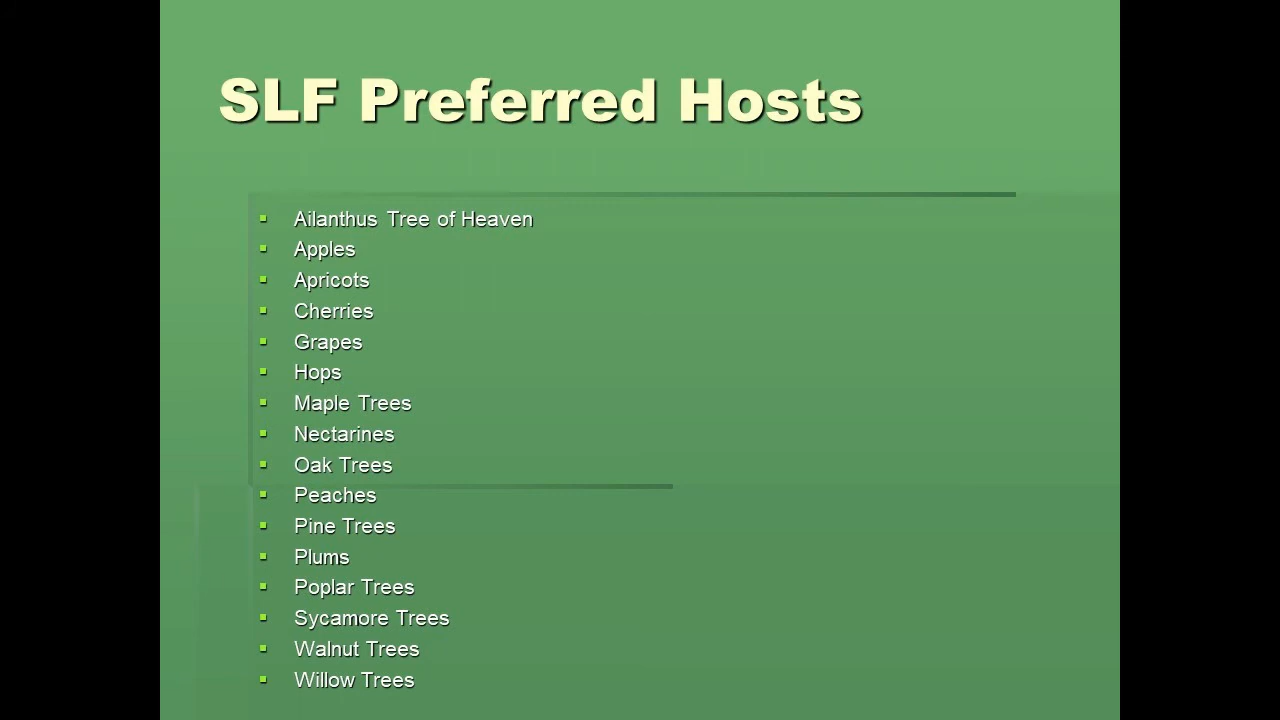 SLF Preferred Hosts
Ailanthus Tree of Heaven
Apples
Apricots
Cherries
Grapes
Hops
Maple Trees
Nectarines
Oak Trees
Peaches
Pine Trees
Plums
Poplar Trees
Sycamore Trees
Walnut Trees
Willow Trees